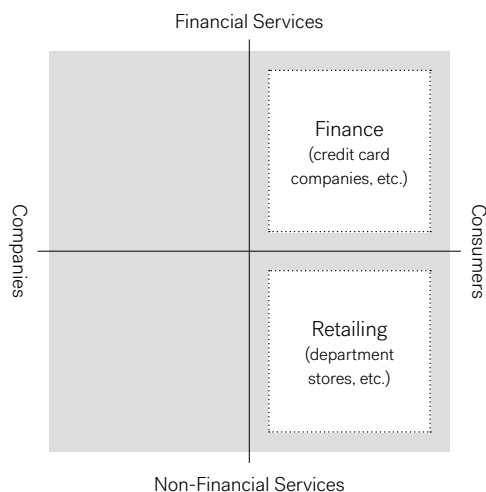 Financial Services
Finance
(credit card
companies, etc.)
Companies
Consumers
Retailing
(department
stores, etc.)
Non-Financial Services